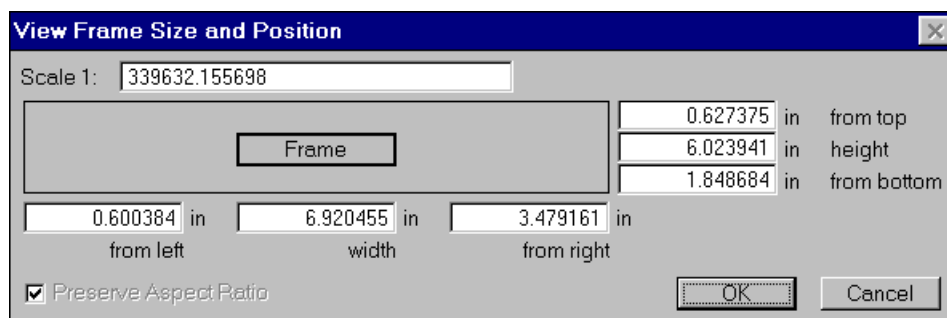 View Frame Size and Position
Scale 1: 339632.155698
Frame
0.627375 in from top
6.023941 in height
1.848684 in from bottom
0.600384 in 6.920455 in 3.479161 in
from left width from right
Preserve Aspect Ratio OK Cancel